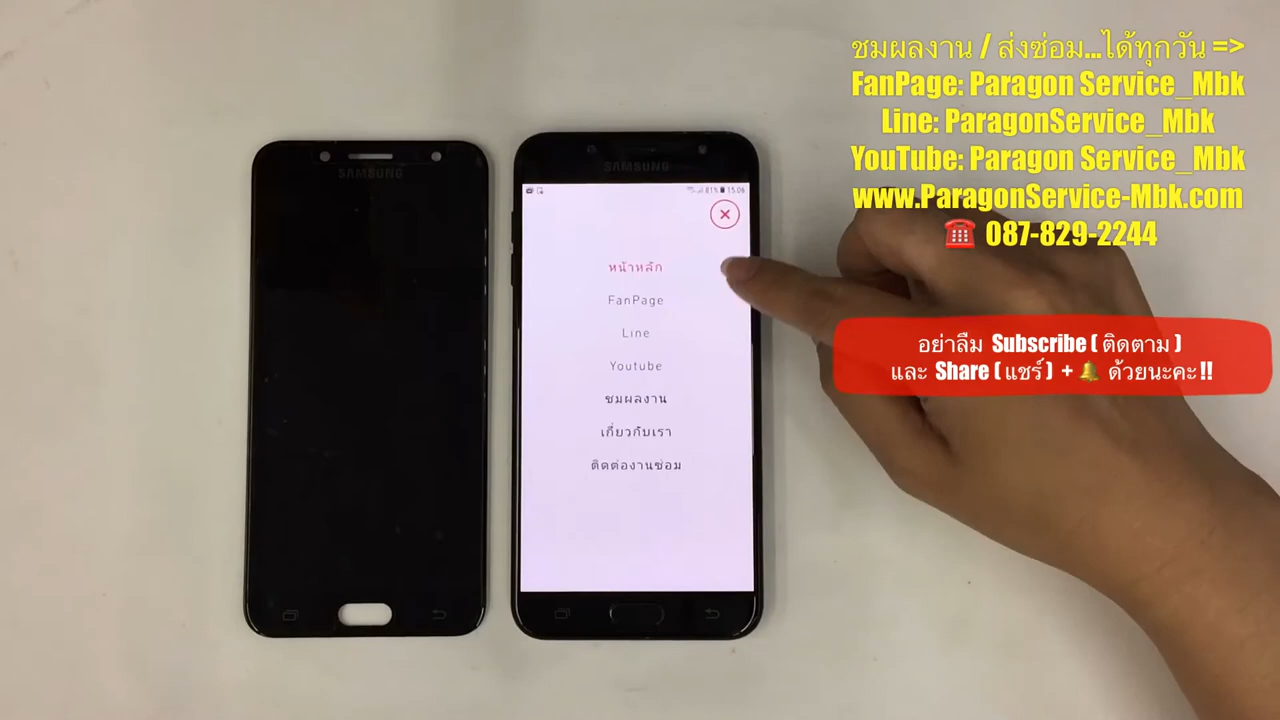 ชมผลงาน / ส่งซ่อม...ได้ทุกวัน =>
FanPage: Paragon Service_Mbk
Line: ParagonService_Mbk
YouTube: Paragon Service_Mbk
www.ParagonService-Mbk.com
☎️ 087-829-2244
อย่าลืม Subscribe ( ติดตาม )
และ Share ( แชร์ ) + 🔔 ด้วยนะคะ !!
SAMSUNG
SAMSUNG
81% 15:06
หน้าหลัก
FanPage
Line
Youtube
ชมผลงาน
เกี่ยวกับเรา
ติดต่องานซ่อม